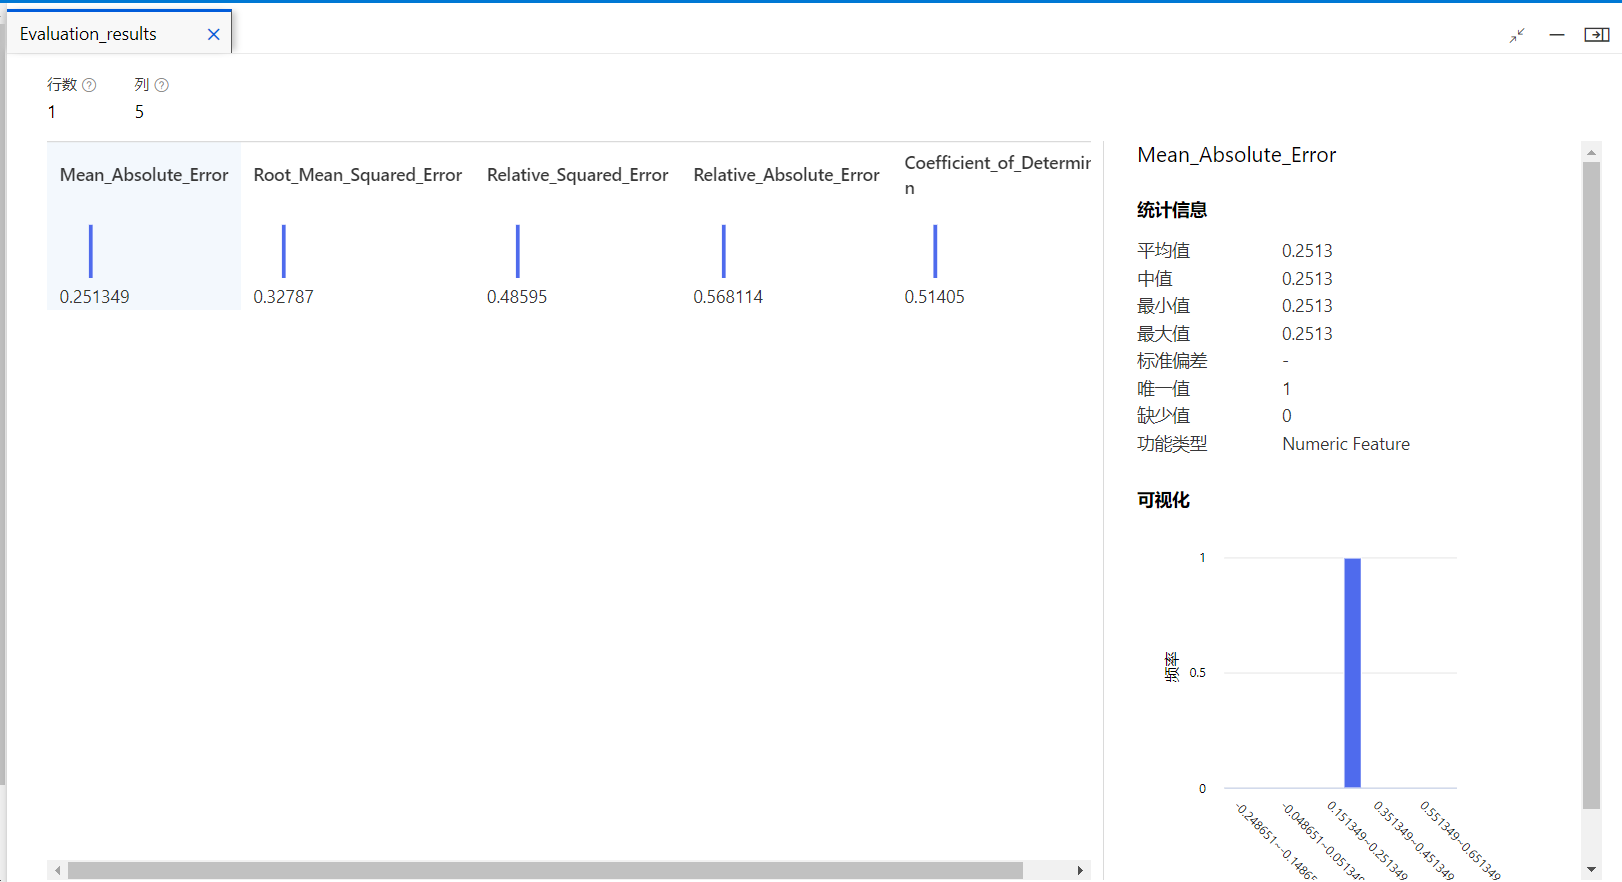 Evaluation_results
行数 列
1 5
Mean_Absolute_Error Root_Mean_Squared_Error Relative_Squared_Error Relative_Absolute_Error Coefficient_of_Determin
n
0.251349 0.32787 0.48595 0.568114 0.51405
Mean_Absolute_Error
统计信息
平均值 0.2513
中值 0.2513
最小值 0.2513
最大值 0.2513
标准偏差 -
唯一值 1
缺少值 0
功能类型 Numeric Feature
可视化
1
频率
0.5
0
-0.248651~-0.14865
-0.048651~0.051349
0.151349~0.251349
0.351349~0.451349
0.551349~0.651349